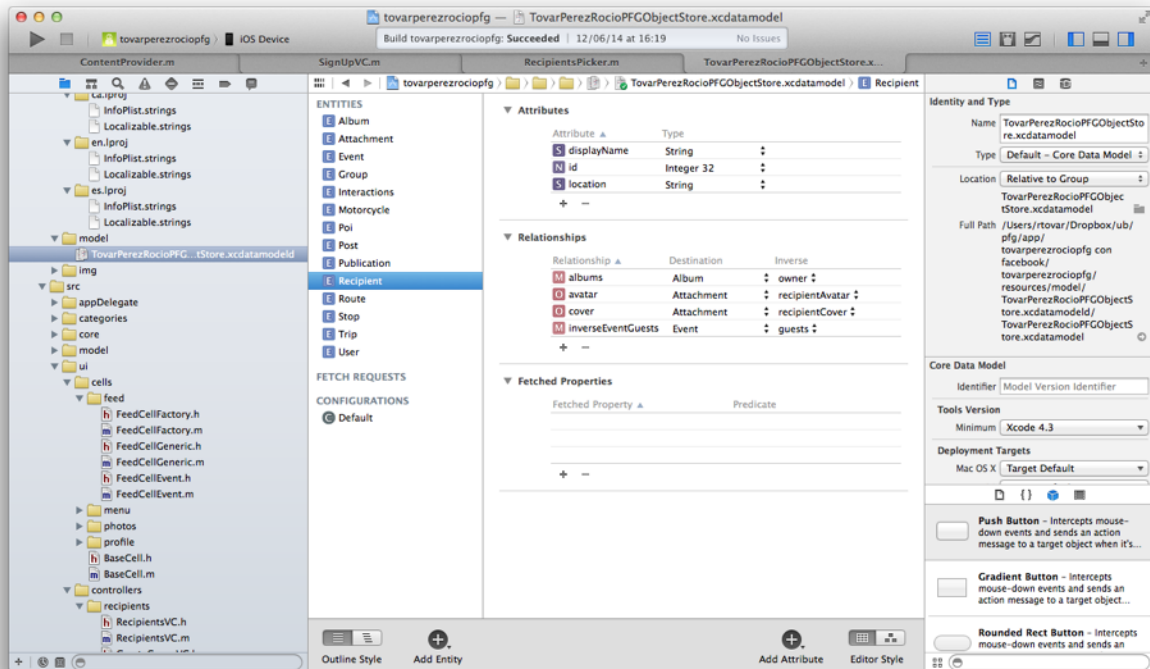 tovarperezrociopfg — TovarPerezRocioPFGObjectStore.xcdatamodel
tovarperezrociopfg › iOS Device
Build tovarperezrociopfg: Succeeded | 12/06/14 at 16:19 No Issues
ContentProvider.m
SignUpVC.m
RecipientsPicker.m
TovarPerezRocioPFGObjectStore.x...
ca.lproj
InfoPlist.strings
Localizable.strings
en.lproj
InfoPlist.strings
Localizable.strings
es.lproj
InfoPlist.strings
Localizable.strings
model
TovarPerezRocioPFG...tStore.xcdatamodeld
img
src
appDelegate
categories
core
model
ui
cells
feed
FeedCellFactory.h
FeedCellFactory.m
FeedCellGeneric.h
FeedCellGeneric.m
FeedCellEvent.h
FeedCellEvent.m
menu
photos
profile
BaseCell.h
BaseCell.m
controllers
recipients
RecipientsVC.h
RecipientsVC.m
tovarperezrociopfg › TovarPerezRocioPFGObjectStore.xcdatamodel › E Recipient
ENTITIES
E Album
E Attachment
E Event
E Group
E Interactions
E Motorcycle
E Poi
E Post
E Publication
E Recipient
E Route
E Stop
E Trip
E User
FETCH REQUESTS
CONFIGURATIONS
C Default
Attributes
Attribute Type
S displayName String
N id Integer 32
S location String
+ −
Relationships
Relationship Destination Inverse
M albums Album owner
O avatar Attachment recipientAvatar
O cover Attachment recipientCover
M inverseEventGuests Event guests
+ −
Fetched Properties
Fetched Property Predicate
+ −
Outline Style
Add Entity
Add Attribute
Editor Style
Identity and Type
Name TovarPerezRocioPFGObjectSto
re.xcdatamodel
Type Default – Core Data Model
Location Relative to Group
TovarPerezRocioPFGObjec
tStore.xcdatamodel
Full Path /Users/rtovar/Dropbox/ub/
pfg/app/
tovarperezrociopfg con
facebook/
tovarperezrociopfg/
resources/model/
TovarPerezRocioPFGObjectS
tore.xcdatamodeld/
TovarPerezRocioPFGObjectS
tore.xcdatamodel
Core Data Model
Identifier Model Version Identifier
Tools Version
Minimum Xcode 4.3
Deployment Targets
Mac OS X Target Default
Push Button – Intercepts mouse-
down events and sends an action
message to a target object when it's...
Gradient Button – Intercepts
mouse-down events and sends an
action message to a target object...
Rounded Rect Button – Intercepts
mouse-down events and sends an